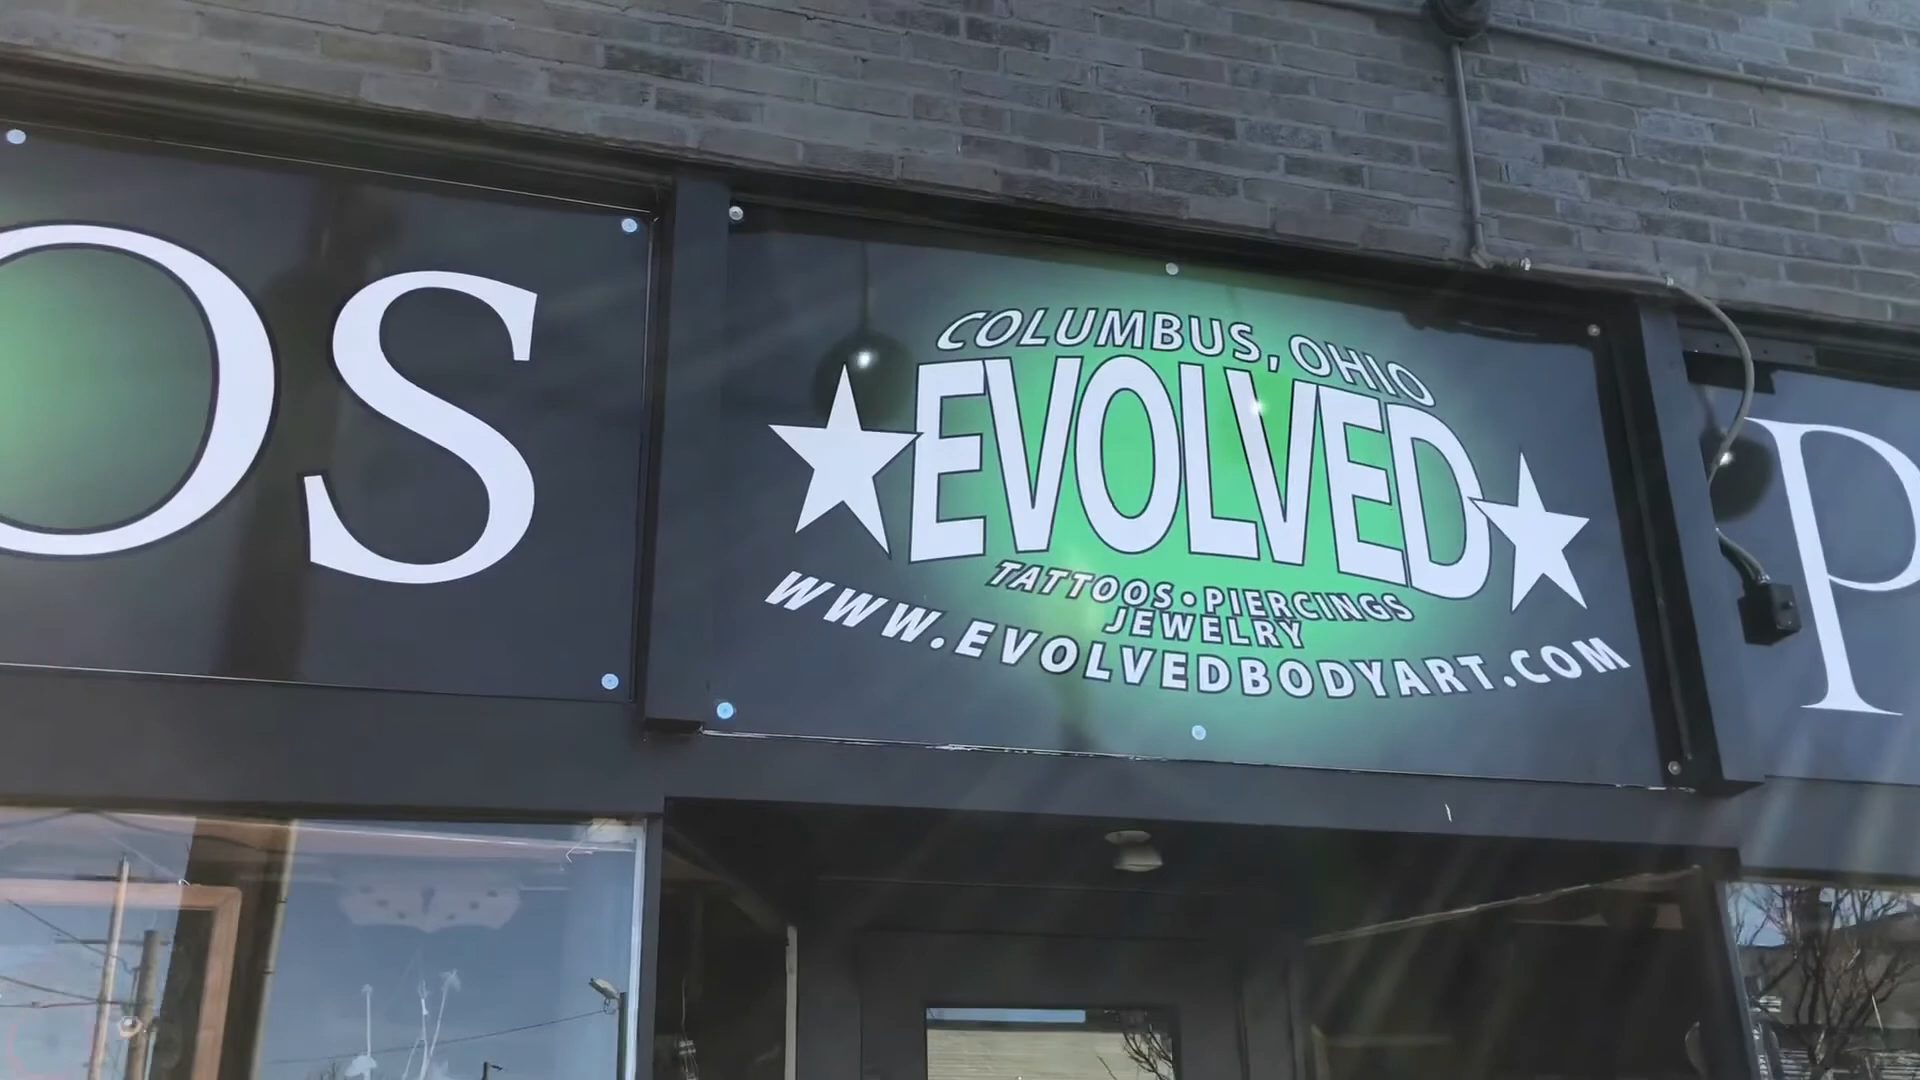 OS
COLUMBUS, OHIO
EVOLVED
TATTOOS • PIERCINGS
JEWELRY
WWW.EVOLVEDBODYART.COM
P